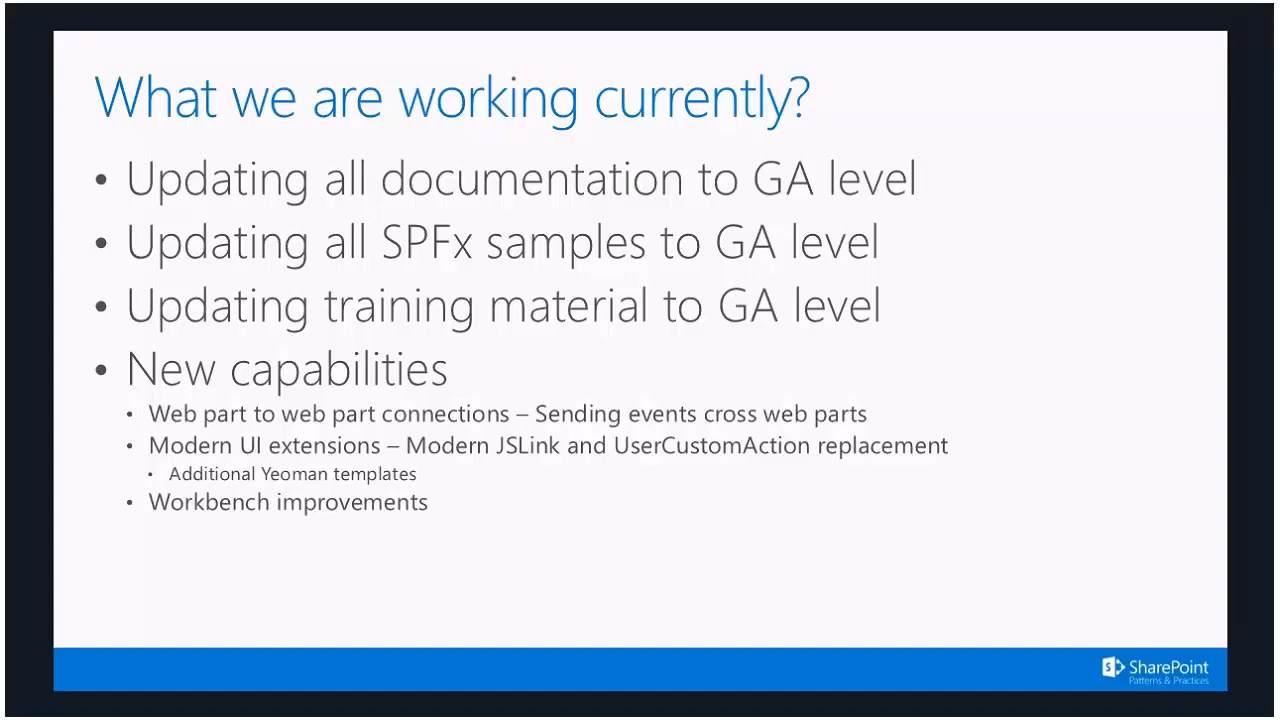 What we are working currently?
• Updating all documentation to GA level
• Updating all SPFx samples to GA level
• Updating training material to GA level
• New capabilities
• Web part to web part connections – Sending events cross web parts
• Modern UI extensions – Modern JSLink and UserCustomAction replacement
• Additional Yeoman templates
• Workbench improvements
SharePoint
Patterns & Practices